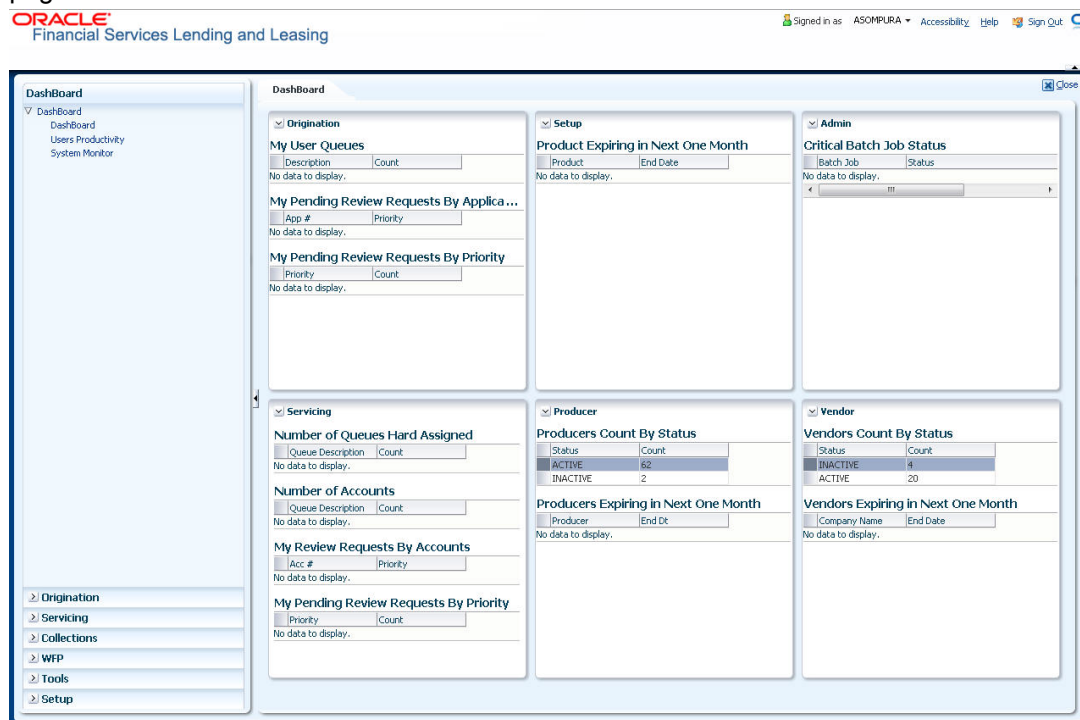 ORACLE
Financial Services Lending and Leasing
Signed in as ASOMPURA Accessibility Help Sign Out
DashBoard
DashBoard
DashBoard
Users Productivity
System Monitor
Origination
Servicing
Collections
WFP
Tools
Setup
DashBoard
Close
Origination
My User Queues
Description Count
No data to display.
My Pending Review Requests By Applica...
App # Priority
No data to display.
My Pending Review Requests By Priority
Priority Count
No data to display.
Setup
Product Expiring in Next One Month
Product End Date
No data to display.
Admin
Critical Batch Job Status
Batch Job Status
No data to display.
Servicing
Number of Queues Hard Assigned
Queue Description Count
No data to display.
Number of Accounts
Queue Description Count
No data to display.
My Review Requests By Accounts
Acc # Priority
No data to display.
My Pending Review Requests By Priority
Priority Count
No data to display.
Producer
Producers Count By Status
Status Count
ACTIVE 62
INACTIVE 2
Producers Expiring in Next One Month
Producer End Dt
No data to display.
Vendor
Vendors Count By Status
Status Count
INACTIVE 4
ACTIVE 20
Vendors Expiring in Next One Month
Company Name End Date
No data to display.